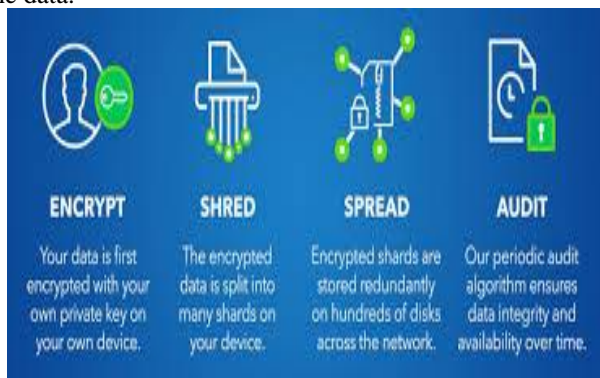 ENCRYPT
Your data is first
encrypted with your
own private key on
your own device.
SHRED
The encrypted
data is split into
many shards on
your device.
SPREAD
Encrypted shards are
stored redundantly
on hundreds of disks
across the network.
AUDIT
Our periodic audit
algorithm ensures
data integrity and
availability over time.